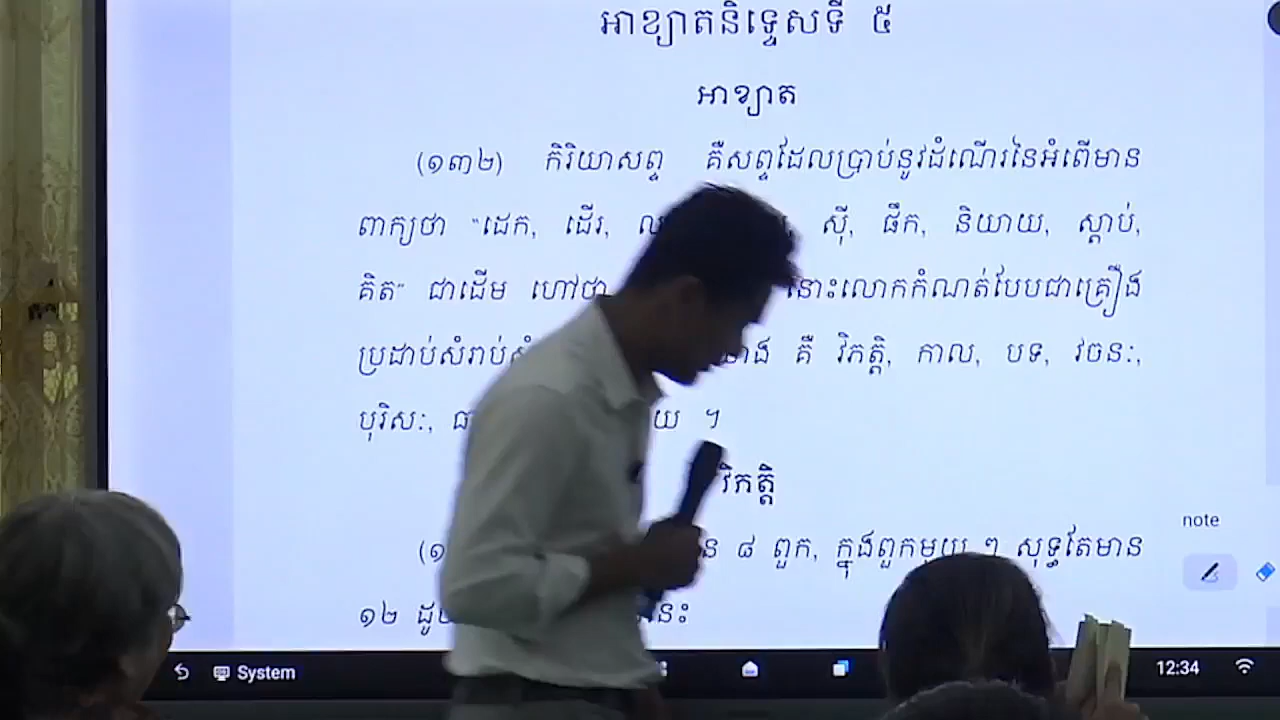 អាខ្យាតនិទ្ទេសទី ៥
អាខ្យាត
(១៣២) កិរិយាសព្ទ គឺសព្ទដែលប្រាប់នូវដំណើរនៃអំពើមាន
ពាក្យថា "ដេក, ដើរ, ស៊ី, ផឹក, និយាយ, ស្តាប់,
គិត" ជាដើម ហៅថា នោះលោកកំណត់បែបជាគ្រឿង
ប្រដាប់សំរាប់ គឺ វិភត្តិ, កាល, បទ, វចនៈ,
បុរិសៈ, ។
វិភត្តិ
៨ ពួក, ក្នុងពួកមួយ ៗ សុទ្ធតែមាន
១២
note
System
12:34